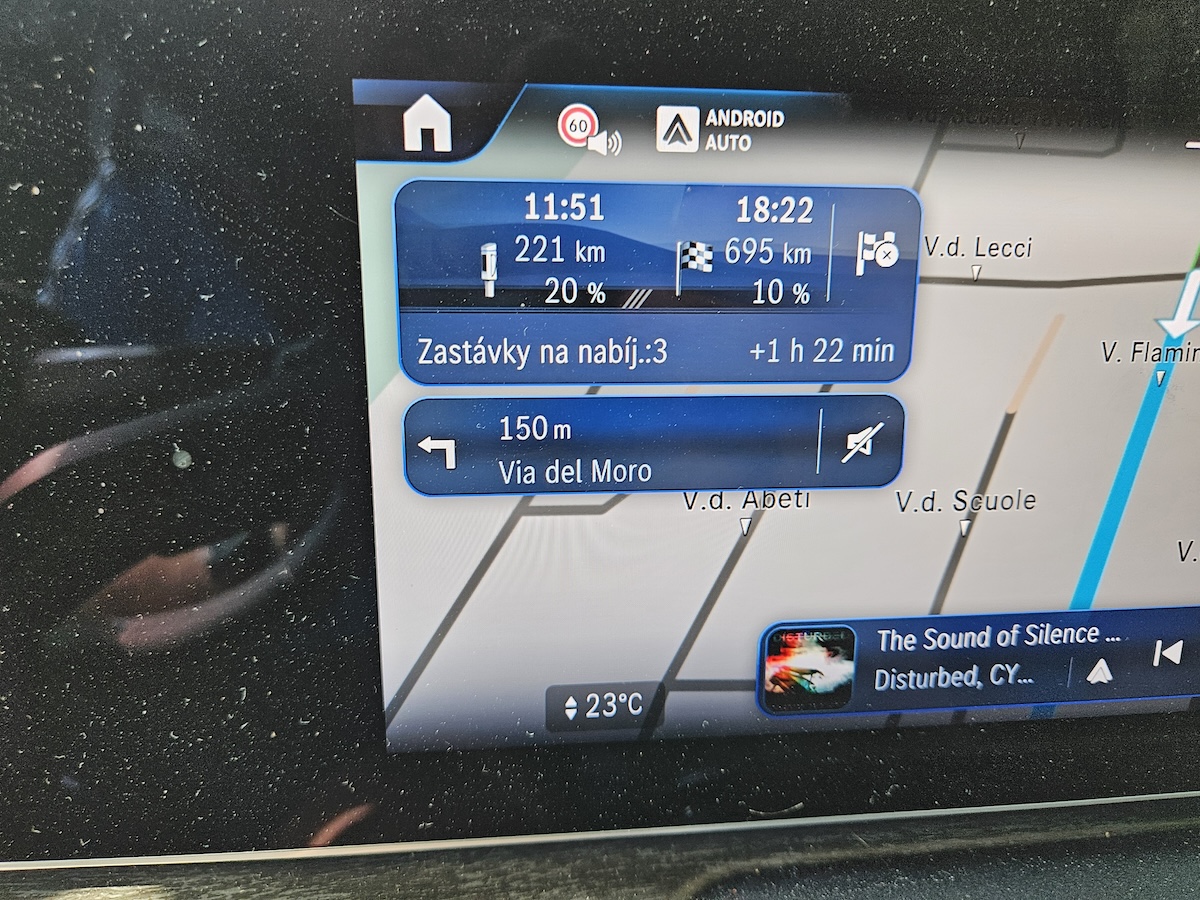 60
ANDROID
AUTO
11:51
18:22
221 km
695 km
20 %
10 %
Zastávky na nabíj.:3
+1 h 22 min
150 m
Via del Moro
V.d. Lecci
V. Flamin
V.d. Abeti
V.d. Scuole
V.
The Sound of Silence ...
Disturbed, CY...
DISTURBED
23°C